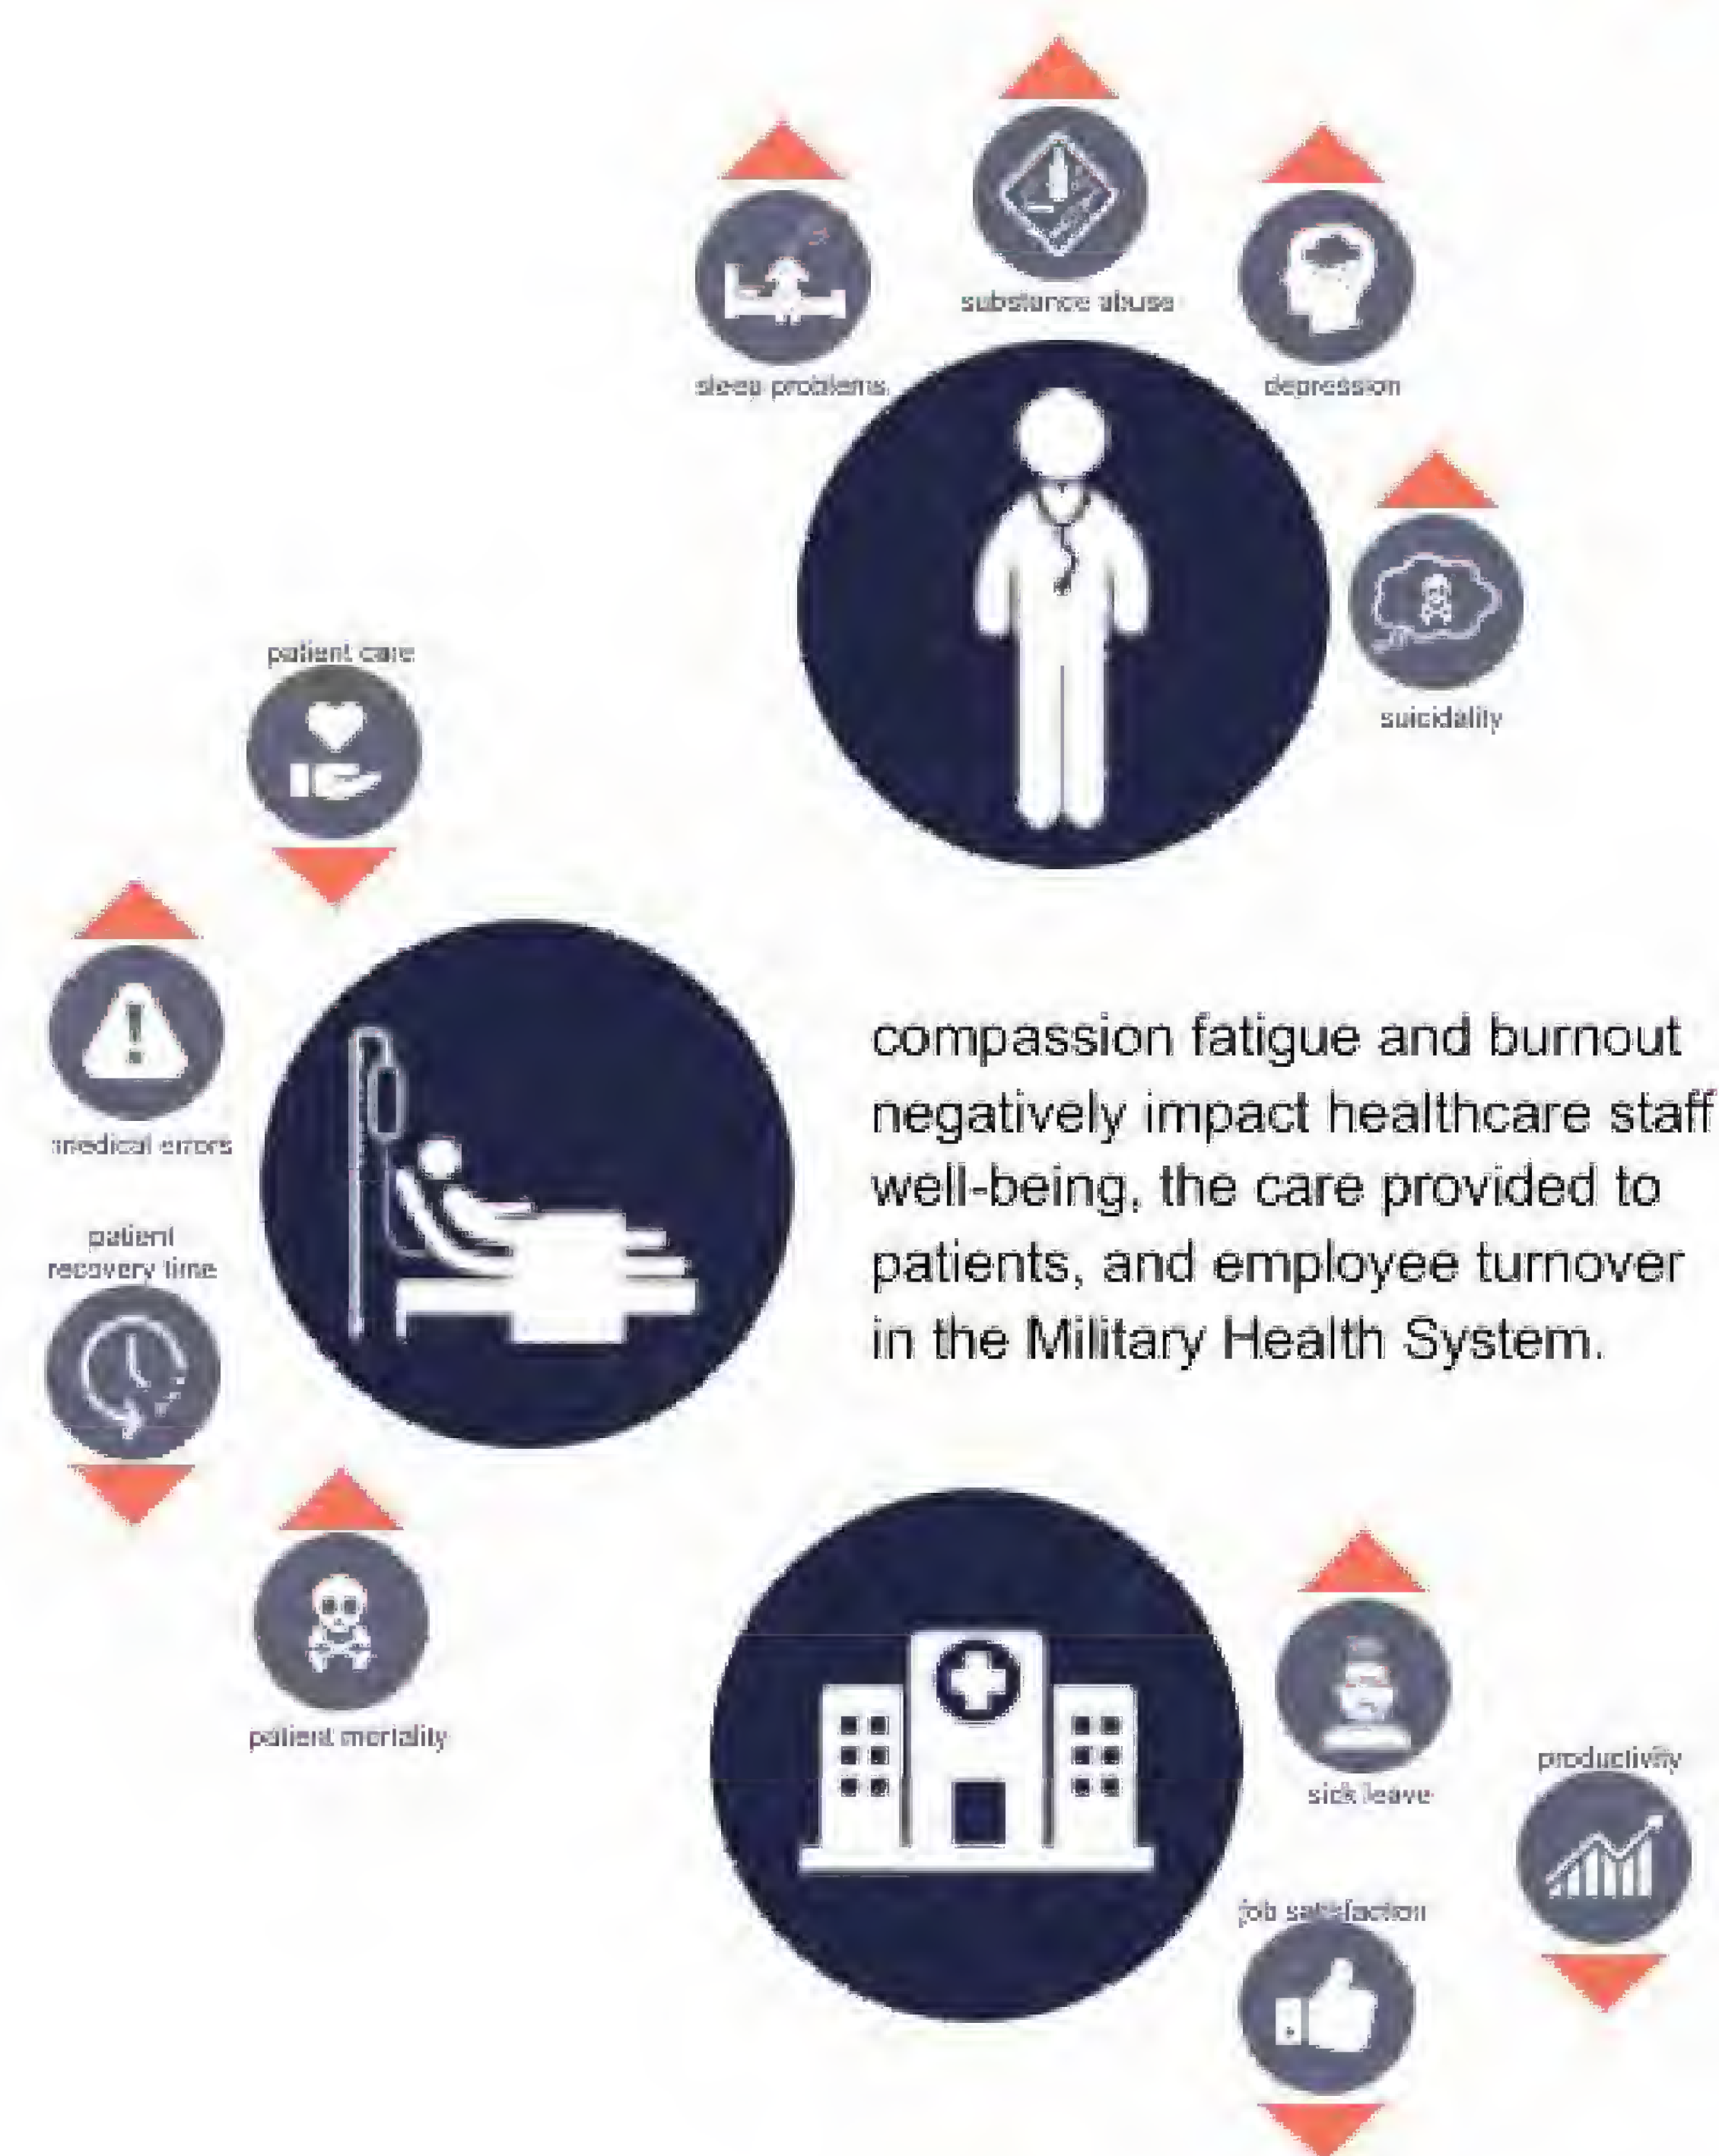 substance abuse
sleep problems
depression
suicidality
patient care
medical errors
patient
recovery time
patient mortality
compassion fatigue and burnout
negatively impact healthcare staff
well-being, the care provided to
patients, and employee turnover
in the Military Health System.
sick leave
productivity
job satisfaction